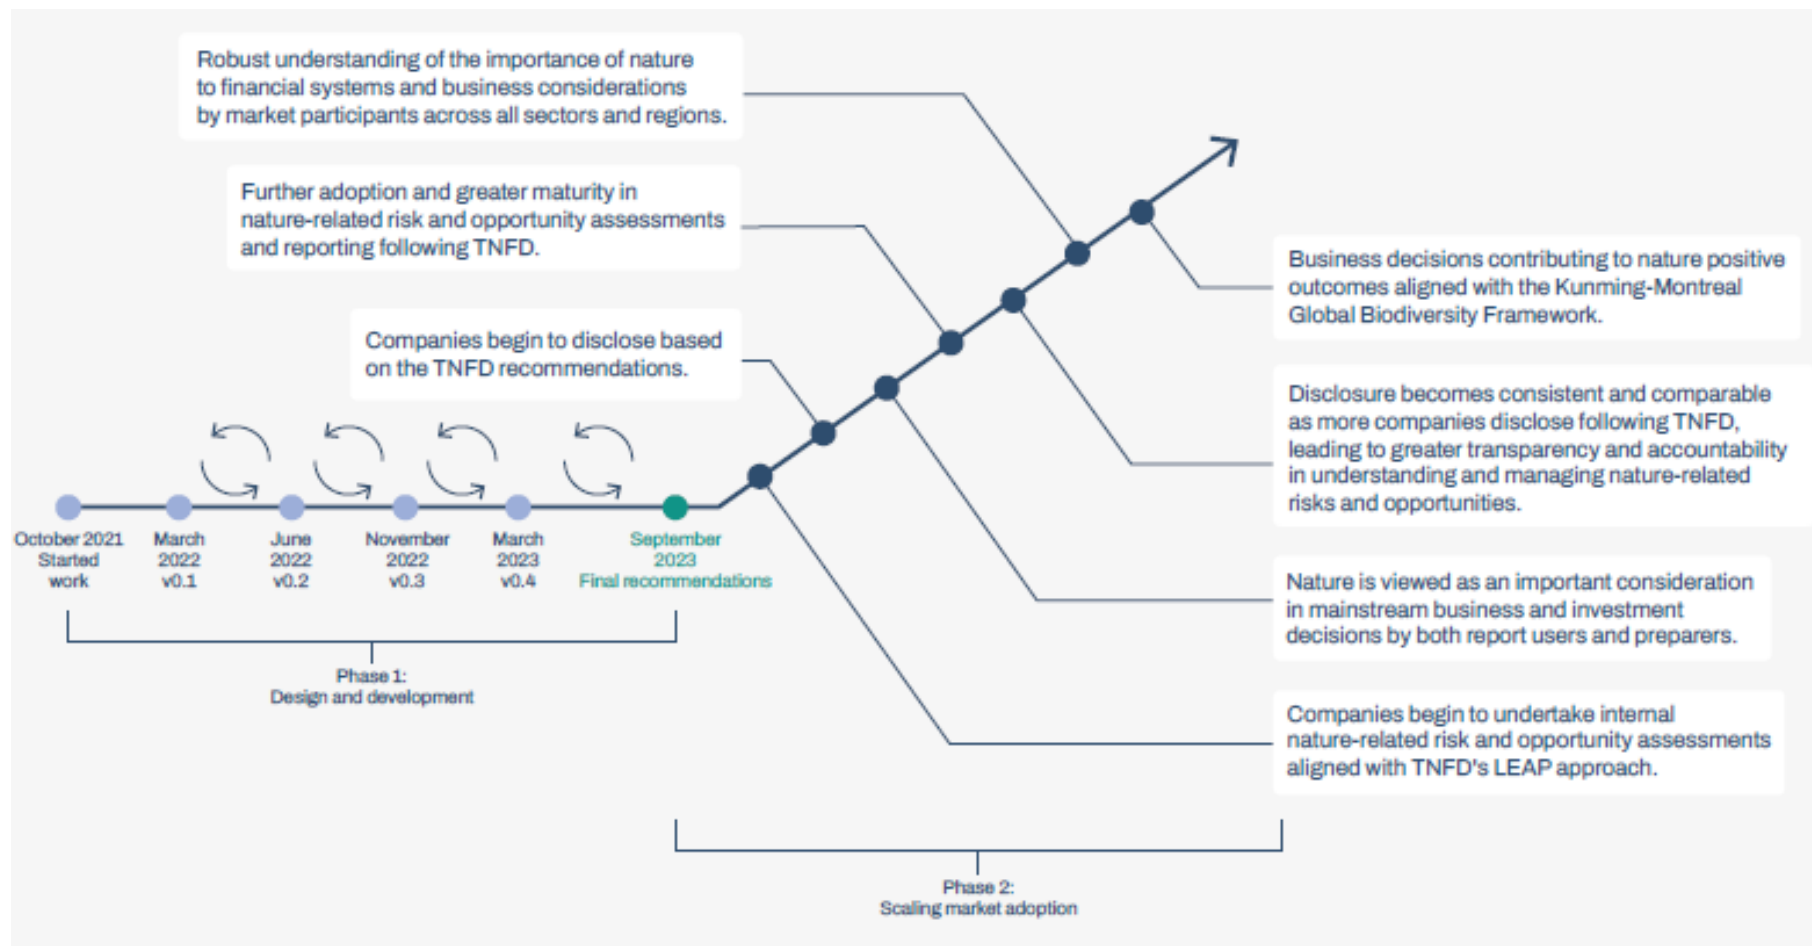 Robust understanding of the importance of nature
to financial systems and business considerations
by market participants across all sectors and regions.
Further adoption and greater maturity in
nature-related risk and opportunity assessments
and reporting following TNFD.
Companies begin to disclose based
on the TNFD recommendations.
Business decisions contributing to nature positive
outcomes aligned with the Kunming-Montreal
Global Biodiversity Framework.
Disclosure becomes consistent and comparable
as more companies disclose following TNFD,
leading to greater transparency and accountability
in understanding and managing nature-related
risks and opportunities.
Nature is viewed as an important consideration
in mainstream business and investment
decisions by both report users and preparers.
Companies begin to undertake internal
nature-related risk and opportunity assessments
aligned with TNFD's LEAP approach.
October 2021
Started
work
March
2022
v0.1
June
2022
v0.2
November
2022
v0.3
March
2023
v0.4
September
2023
Final recommendations
Phase 1:
Design and development
Phase 2:
Scaling market adoption